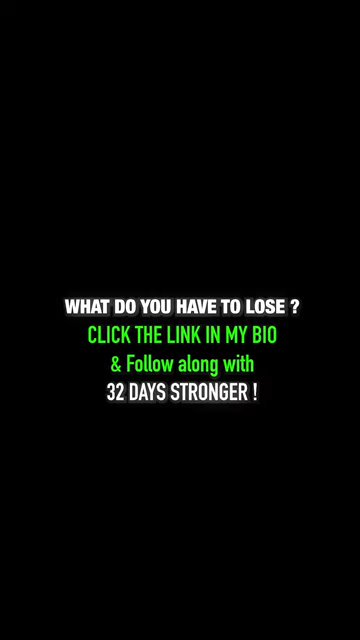 WHAT DO YOU HAVE TO LOSE ?
CLICK THE LINK IN MY BIO
& Follow along with
32 DAYS STRONGER !